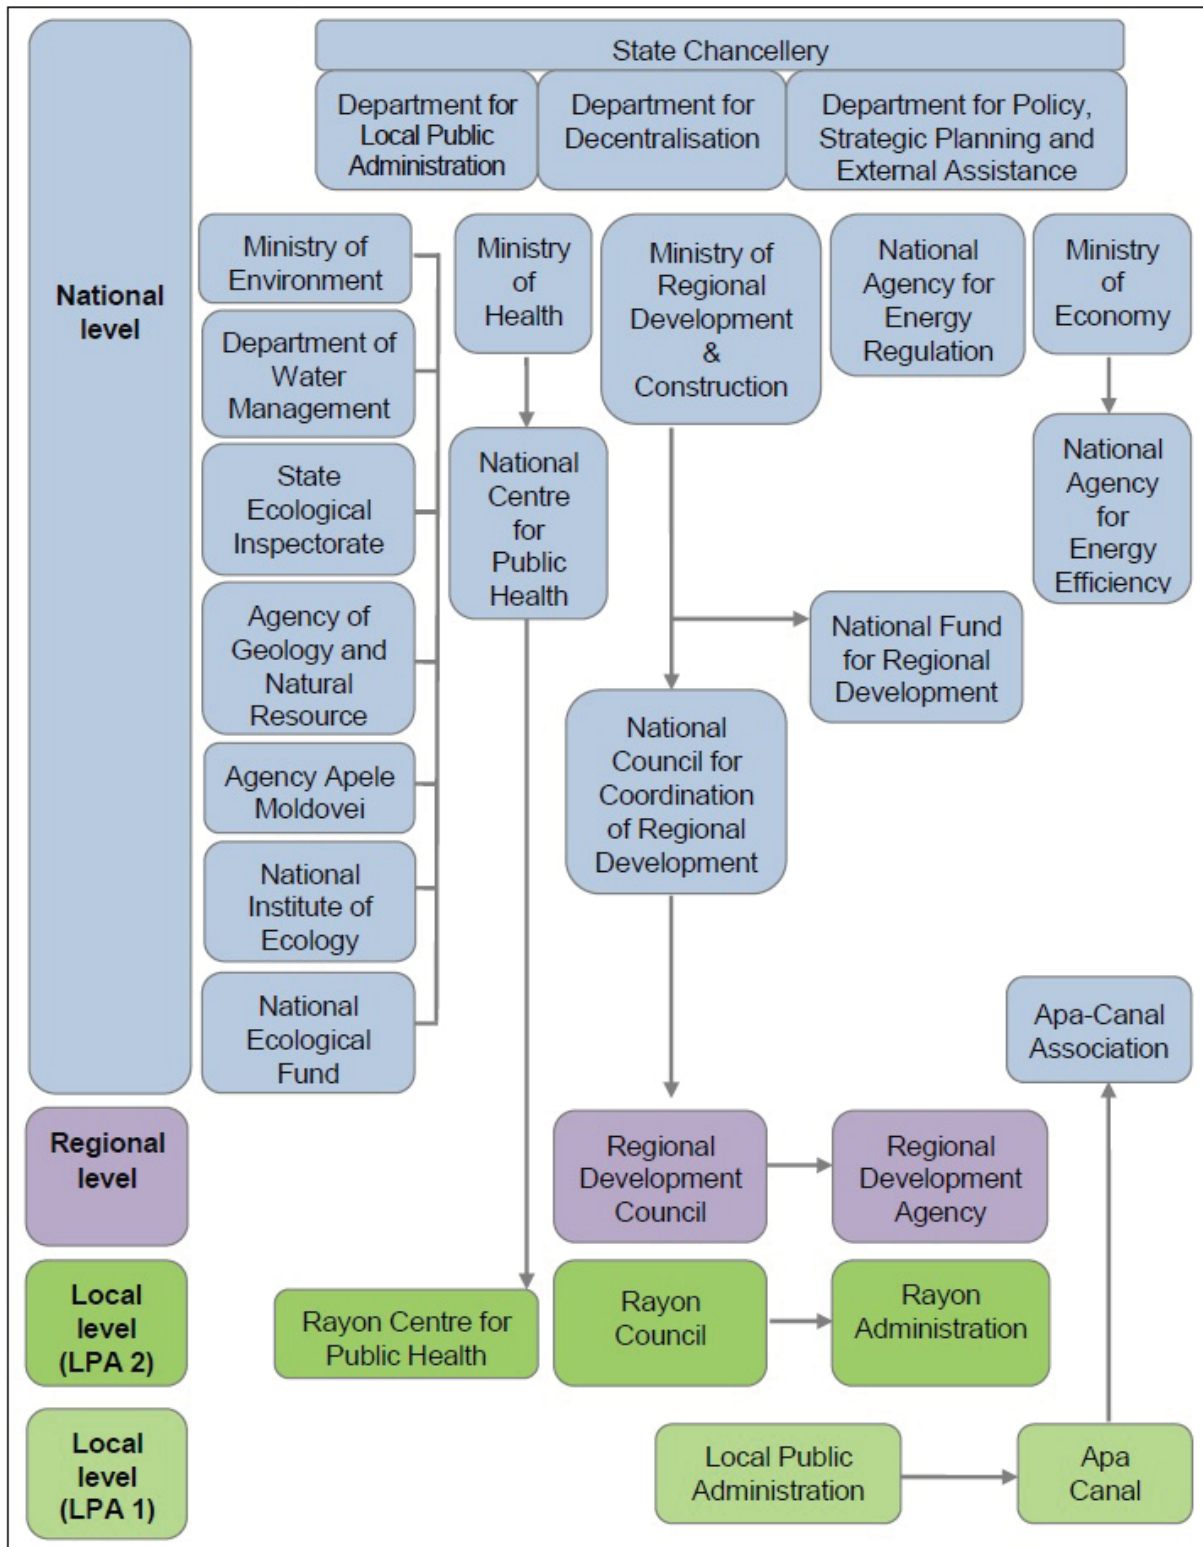 State Chancellery
Department for
Local Public
Administration
Department for
Decentralisation
Department for Policy,
Strategic Planning and
External Assistance
National
level
Ministry of
Environment
Department of
Water
Management
State
Ecological
Inspectorate
Agency of
Geology and
Natural
Resource
Agency Apele
Moldovei
National
Institute of
Ecology
National
Ecological
Fund
Ministry
of
Health
National
Centre
for
Public
Health
Ministry of
Regional
Development
&
Construction
National
Agency for
Energy
Regulation
Ministry
of
Economy
National
Agency
for
Energy
Efficiency
National Fund
for Regional
Development
National
Council for
Coordination
of Regional
Development
Apa-Canal
Association
Regional
level
Regional
Development
Council
Regional
Development
Agency
Local
level
(LPA 2)
Rayon Centre for
Public Health
Rayon
Council
Rayon
Administration
Local
level
(LPA 1)
Local Public
Administration
Apa
Canal